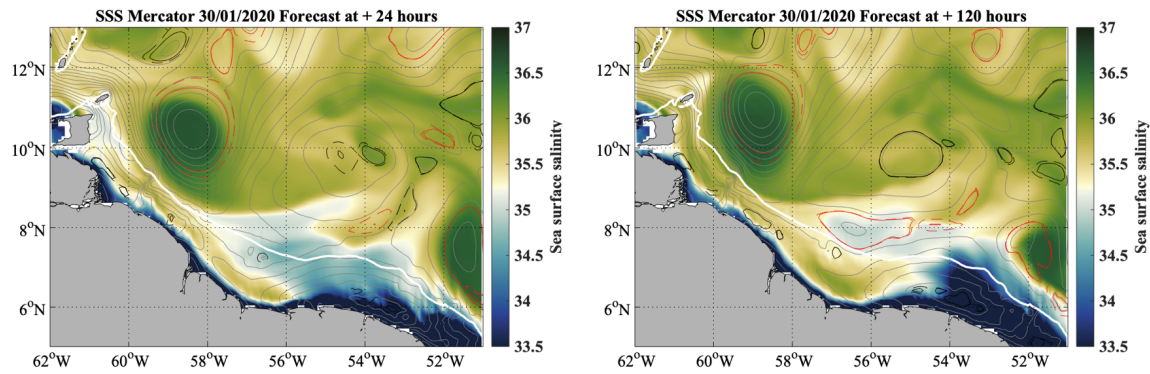 SSS Mercator 30/01/2020 Forecast at + 24 hours
37
36.5
36
35.5
35
34.5
34
33.5
Sea surface salinity
12°N
10°N
8°N
6°N
62°W 60°W 58°W 56°W 54°W 52°W
SSS Mercator 30/01/2020 Forecast at + 120 hours
37
36.5
36
35.5
35
34.5
34
33.5
Sea surface salinity
12°N
10°N
8°N
6°N
62°W 60°W 58°W 56°W 54°W 52°W